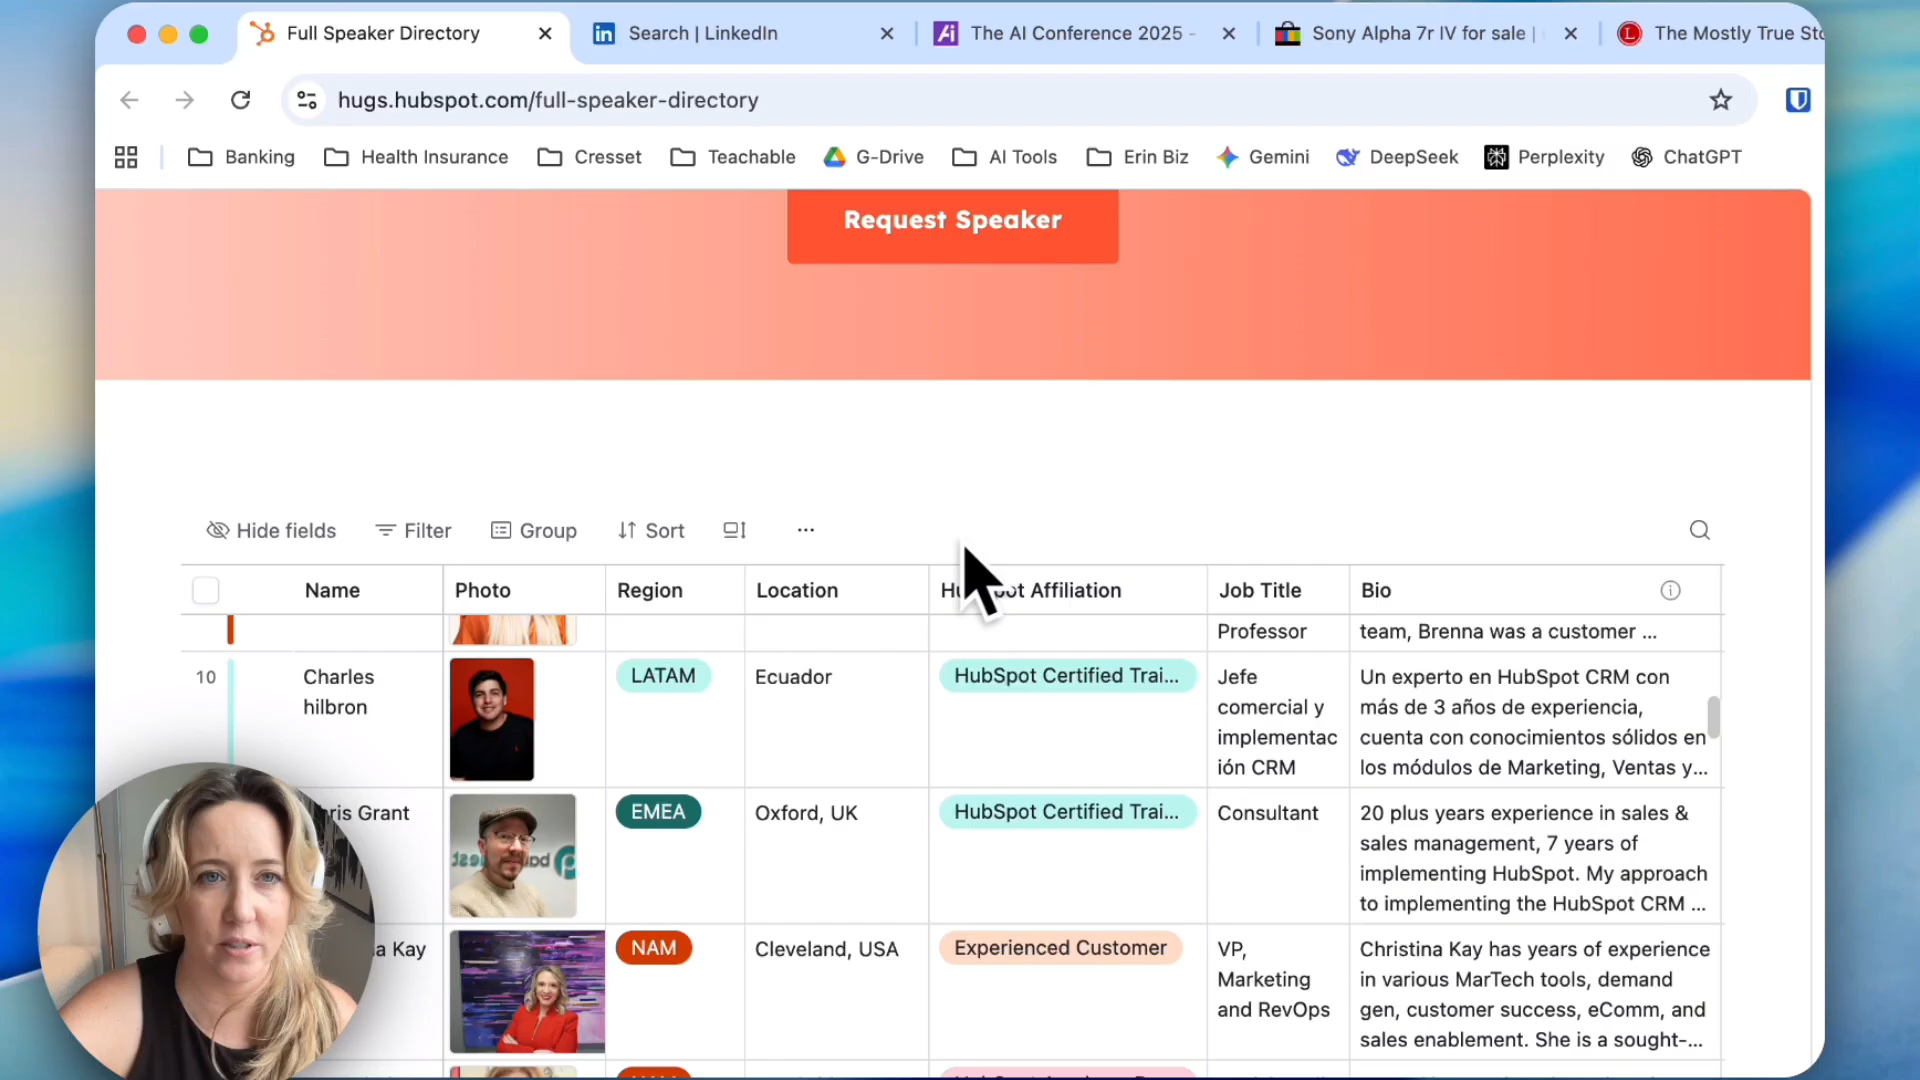 Full Speaker Directory
Search | LinkedIn
The AI Conference 2025 -
Sony Alpha 7r IV for sale |
The Mostly True Sto
hugs.hubspot.com/full-speaker-directory
Banking
Health Insurance
Cresset
Teachable
G-Drive
AI Tools
Erin Biz
Gemini
DeepSeek
Perplexity
ChatGPT
Request Speaker
Hide fields
Filter
Group
Sort
Name
Photo
Region
Location
Affiliation
Job Title
Bio
Professor
team, Brenna was a customer ...
10
Charles
hilbron
LATAM
Ecuador
HubSpot Certified Trai...
Jefe
comercial y
implementac
ión CRM
Un experto en HubSpot CRM con
más de 3 años de experiencia,
cuenta con conocimientos sólidos en
los módulos de Marketing, Ventas y...
ris Grant
EMEA
Oxford, UK
HubSpot Certified Trai...
Consultant
20 plus years experience in sales &
sales management, 7 years of
implementing HubSpot. My approach
to implementing the HubSpot CRM ...
a Kay
NAM
Cleveland, USA
Experienced Customer
VP,
Marketing
and RevOps
Christina Kay has years of experience
in various MarTech tools, demand
gen, customer success, eComm, and
sales enablement. She is a sought-...